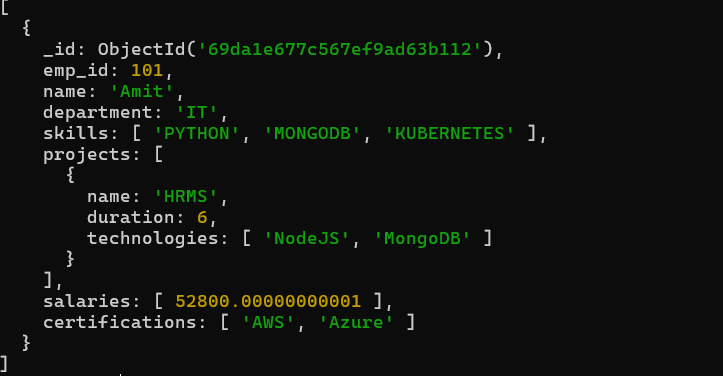 [
  {
    _id: ObjectId('69da1e677c567ef9ad63b112'),
    emp_id: 101,
    name: 'Amit',
    department: 'IT',
    skills: [ 'PYTHON', 'MONGODB', 'KUBERNETES' ],
    projects: [
      {
        name: 'HRMS',
        duration: 6,
        technologies: [ 'NodeJS', 'MongoDB' ]
      }
    ],
    salaries: [ 52800.00000000001 ],
    certifications: [ 'AWS', 'Azure' ]
  }
]